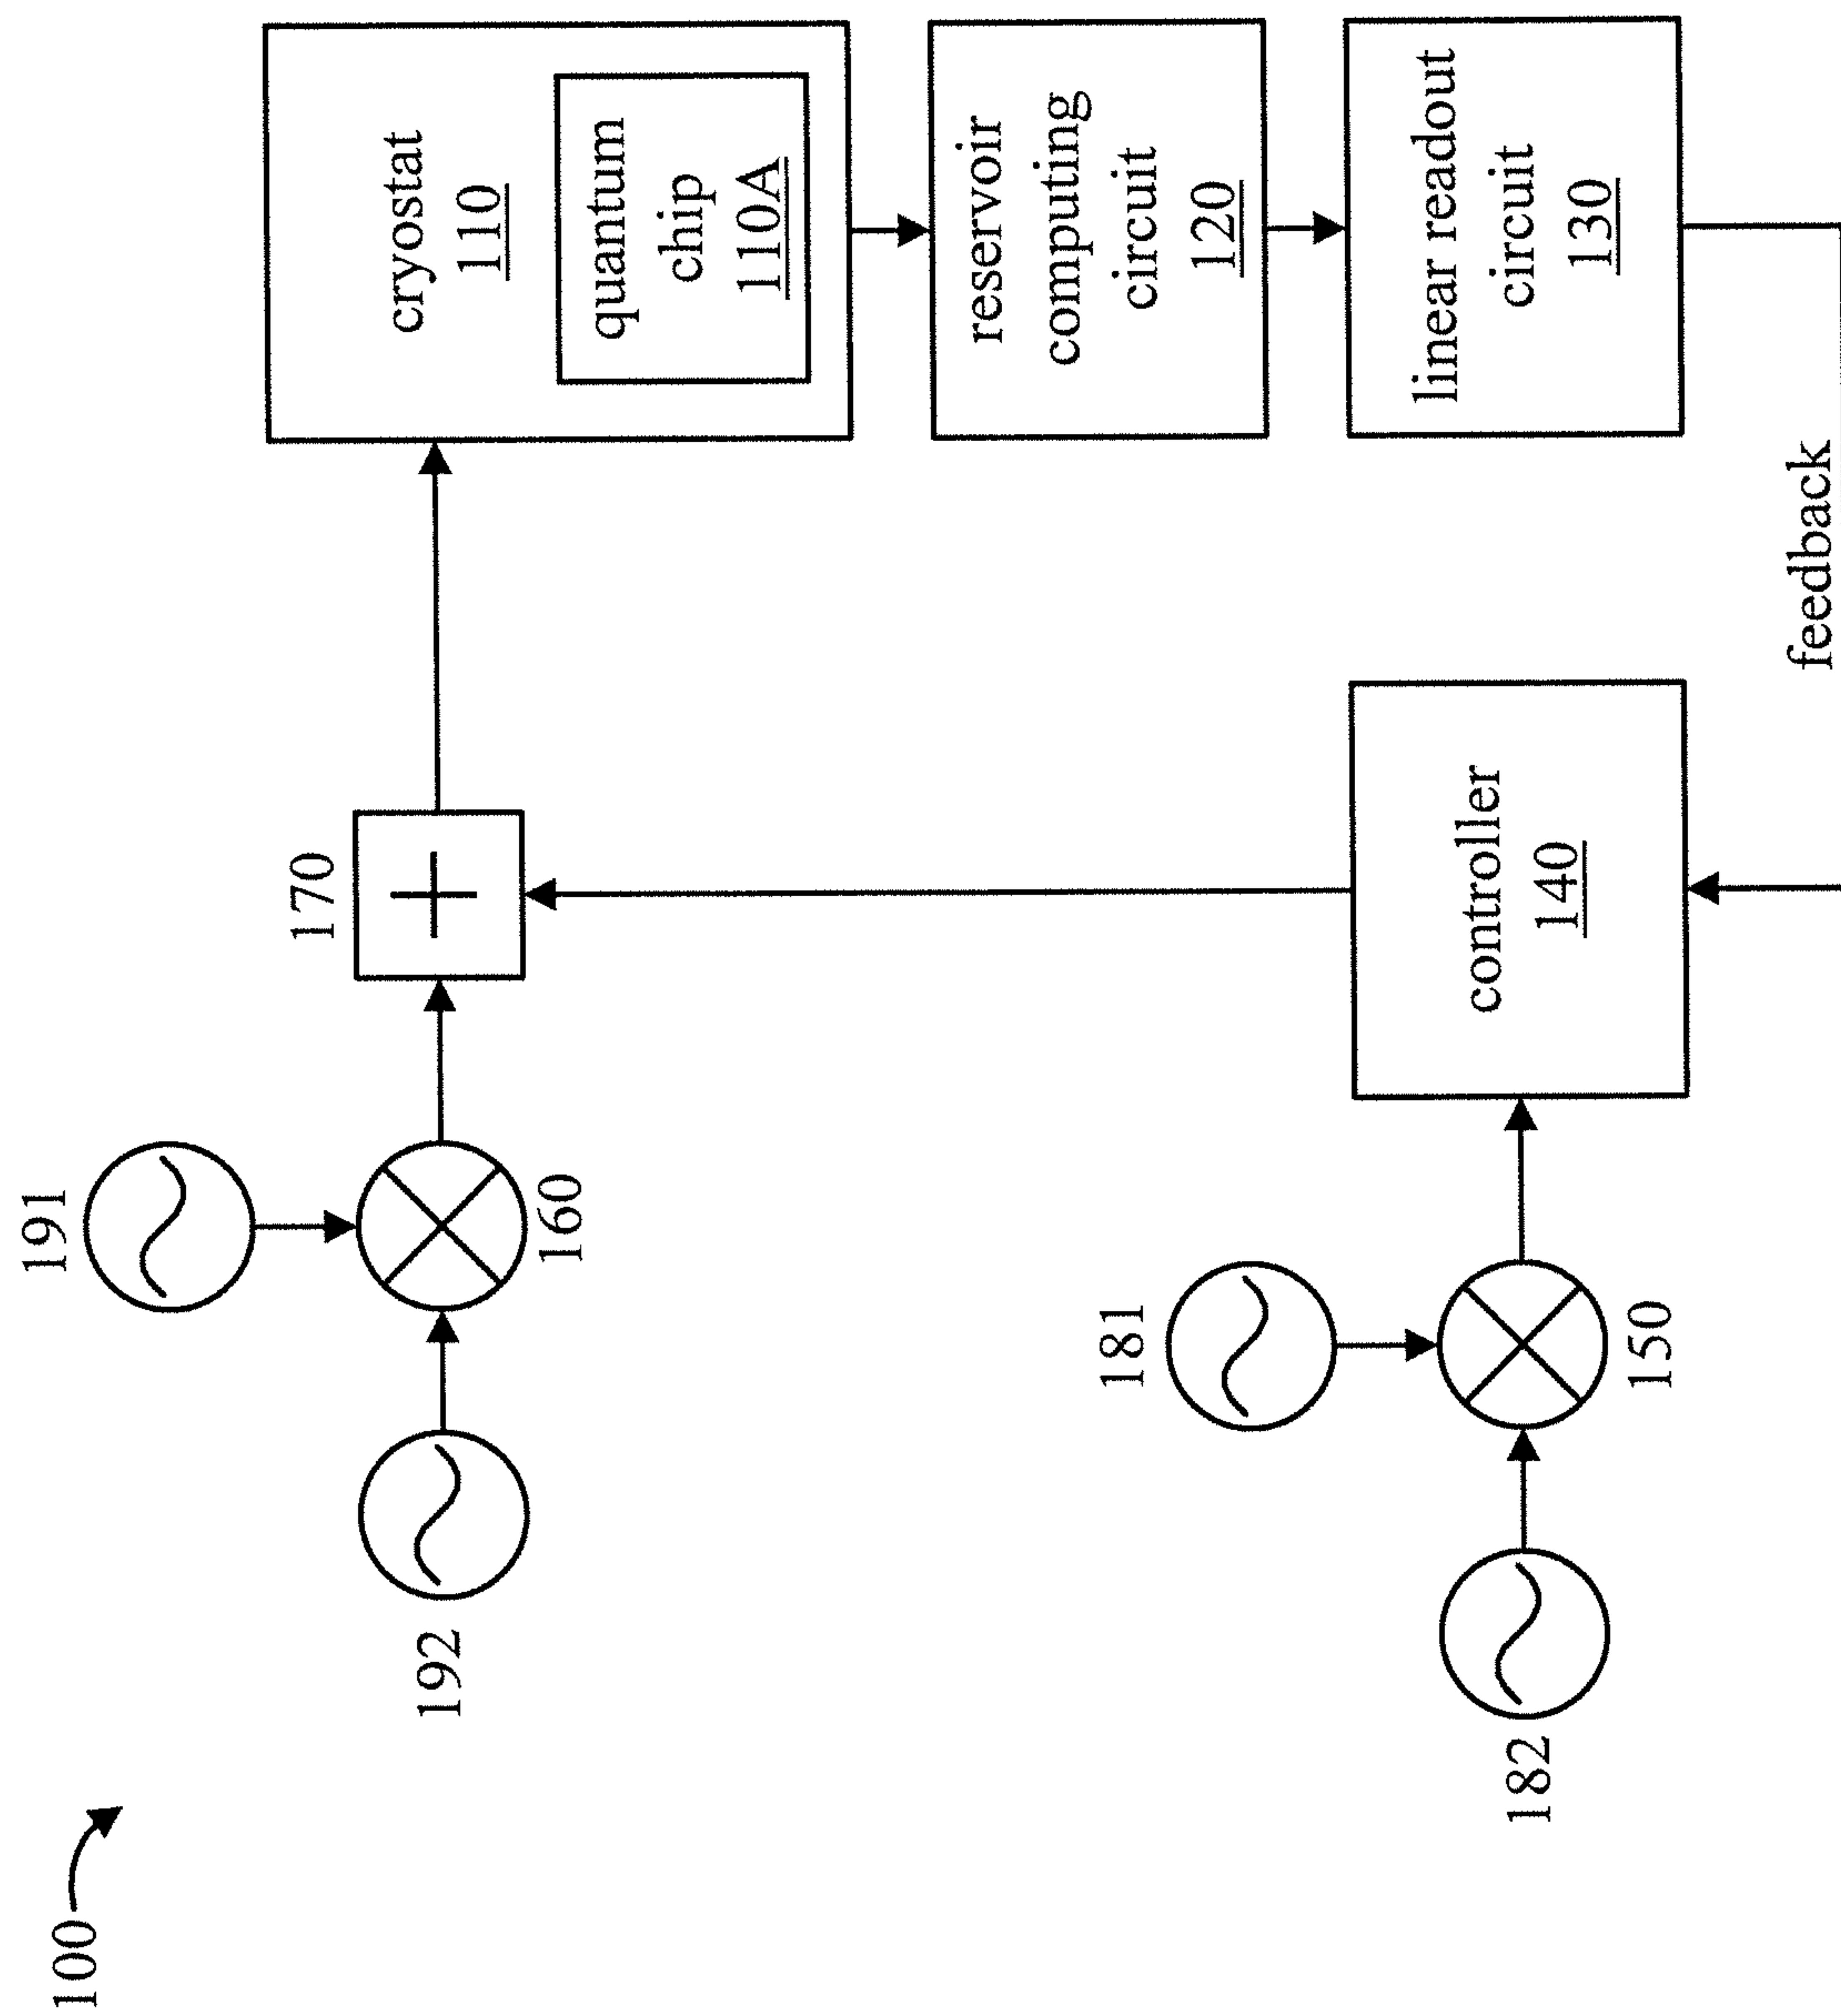 100
191
192
160
170
cryostat
110
quantum
chip
110A
reservoir
computing
circuit
120
linear readout
circuit
130
181
182
150
controller
140
feedback